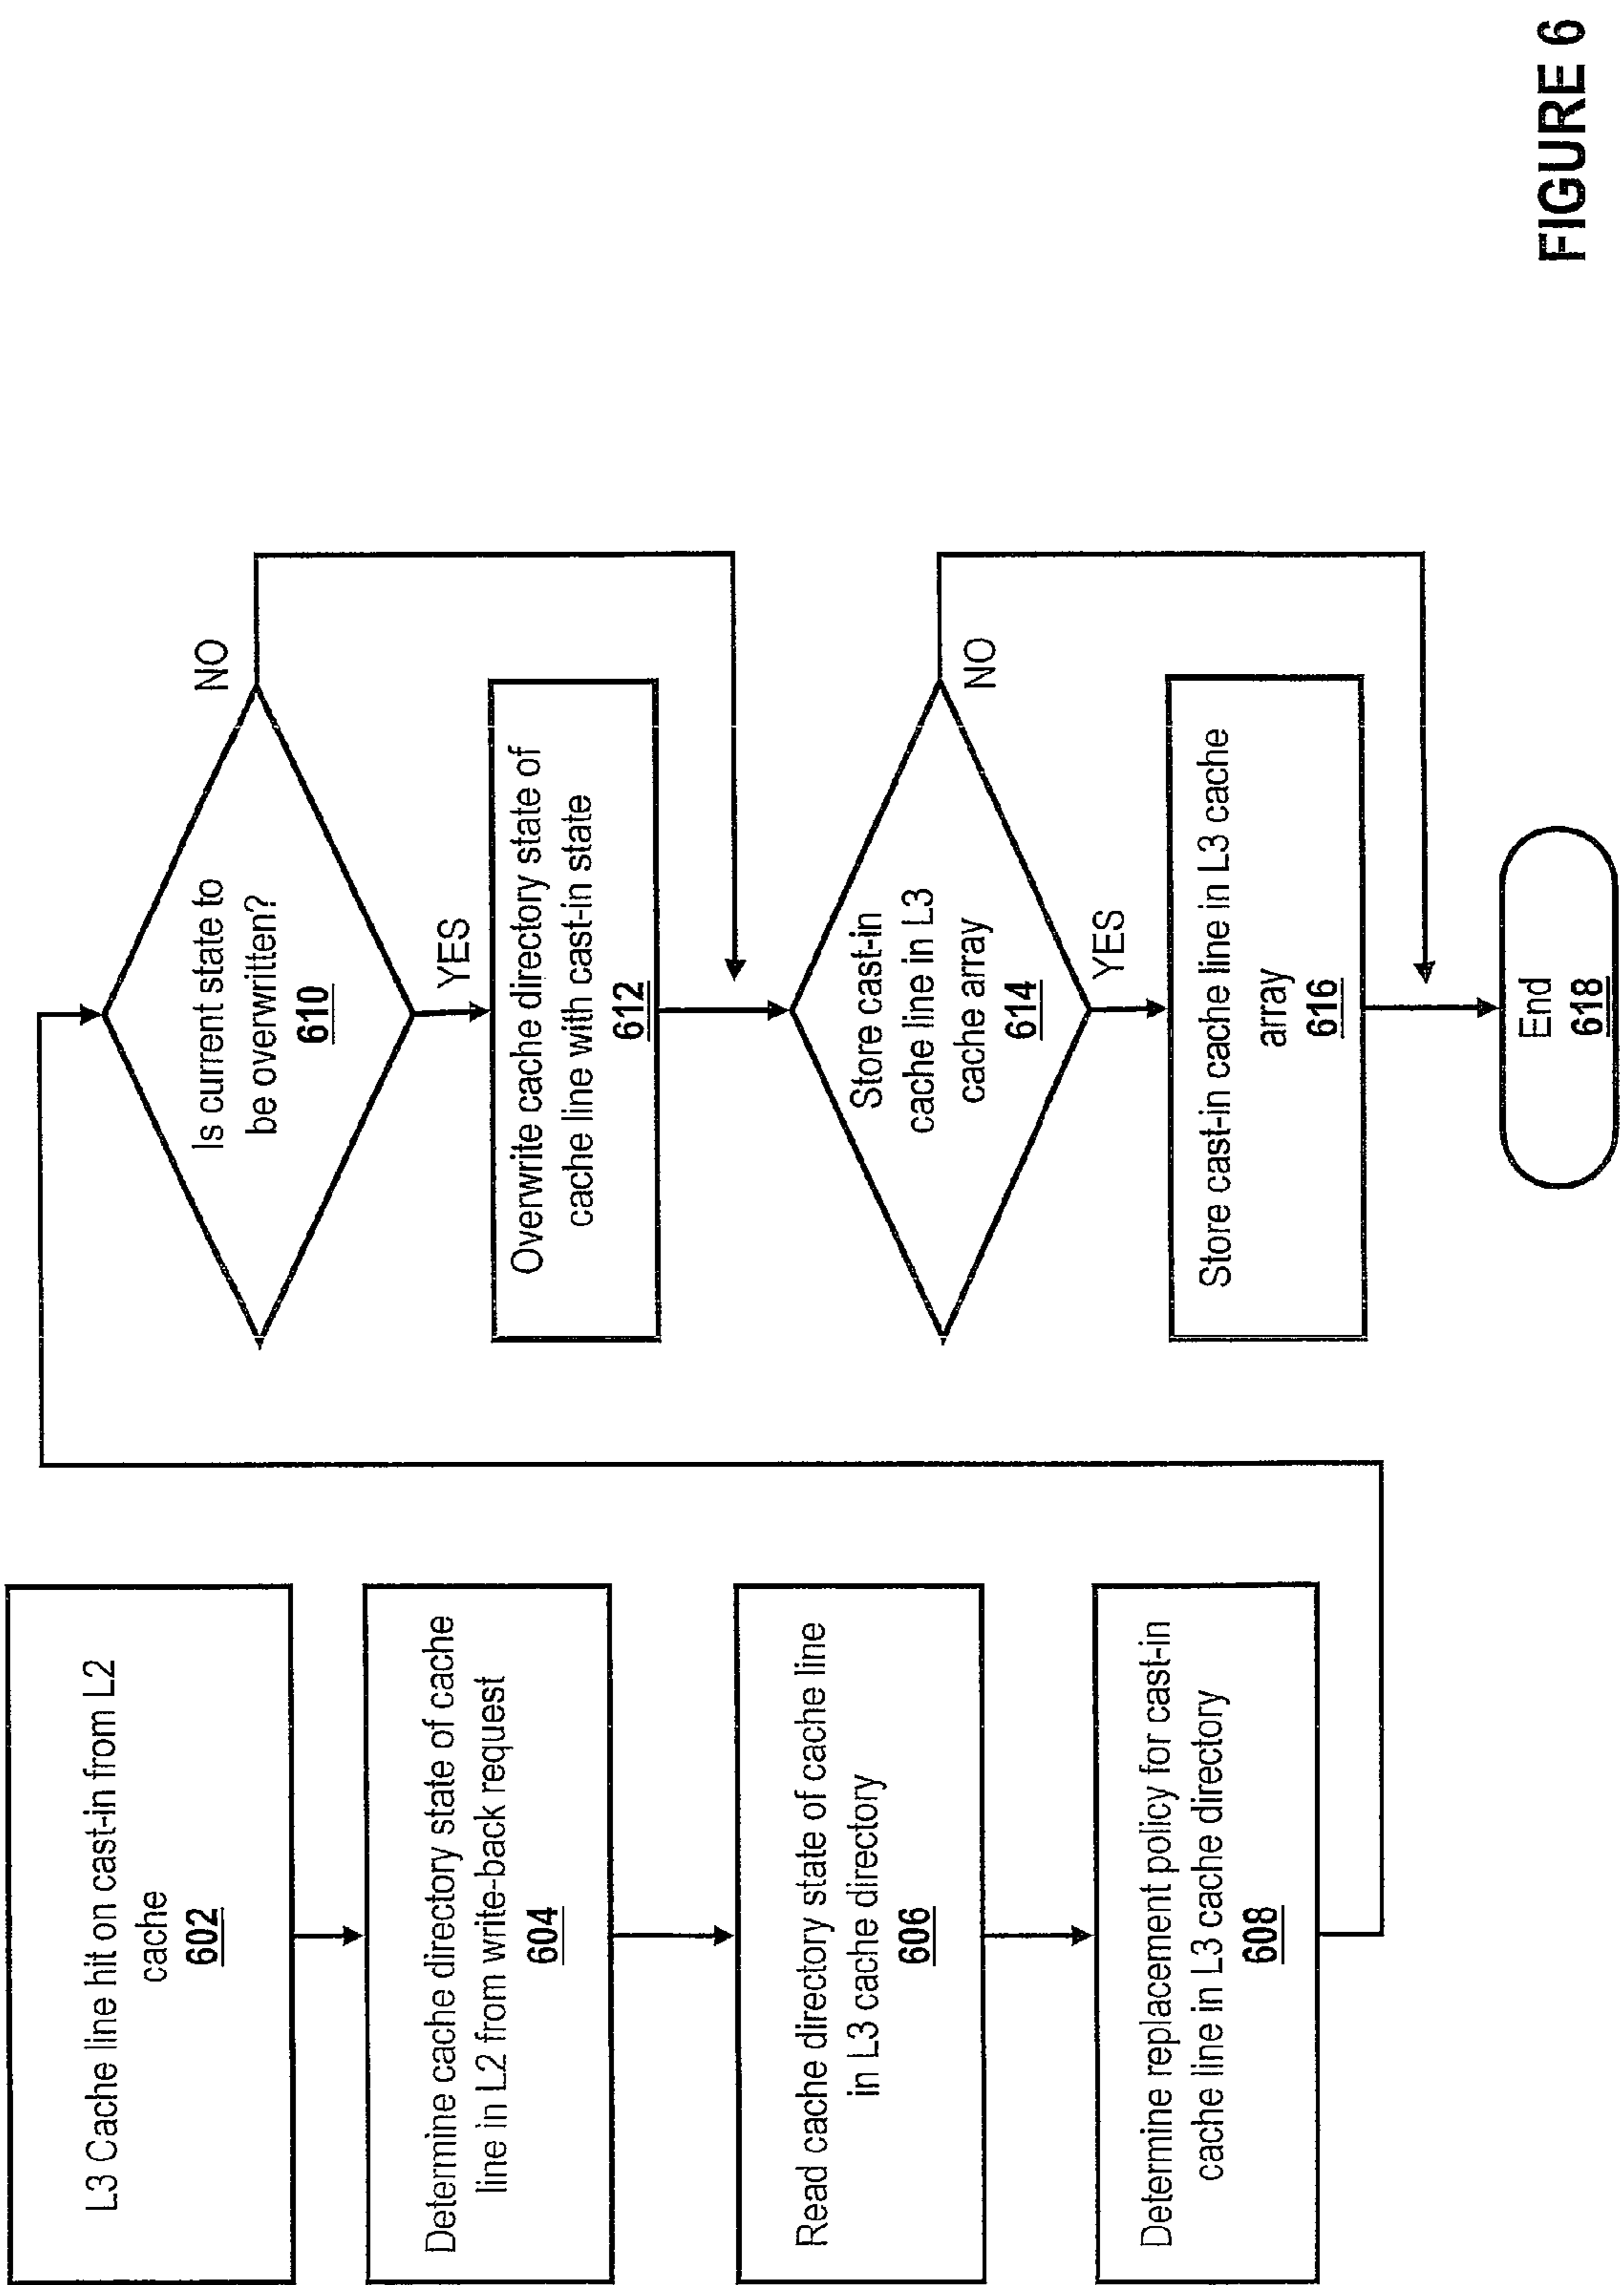 L3 Cache line hit on cast-in from L2
cache
602
Determine cache directory state of cache
line in L2 from write-back request
604
Read cache directory state of cache line
in L3 cache directory
606
Determine replacement policy for cast-in
cache line in L3 cache directory
608
Is current state to
be overwritten?
610
NO
YES
Overwrite cache directory state of
cache line with cast-in state
612
Store cast-in
cache line in L3
cache array
614
NO
YES
Store cast-in cache line in L3 cache
array
616
End
618
FIGURE 6